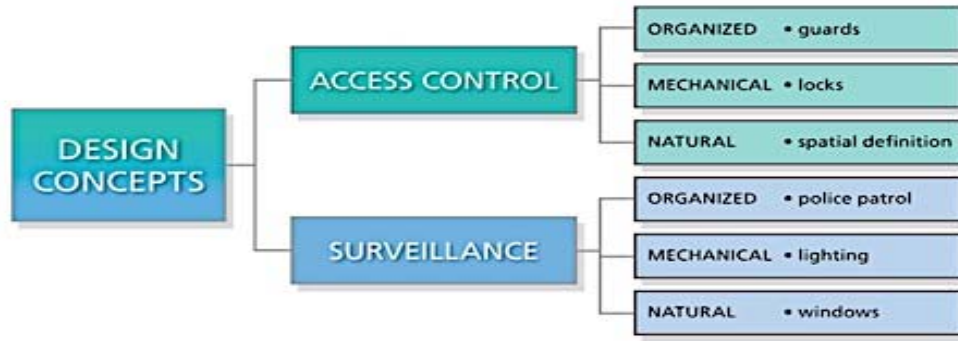 DESIGN
CONCEPTS
ACCESS CONTROL
ORGANIZED • guards
MECHANICAL • locks
NATURAL • spatial definition
SURVEILLANCE
ORGANIZED • police patrol
MECHANICAL • lighting
NATURAL • windows